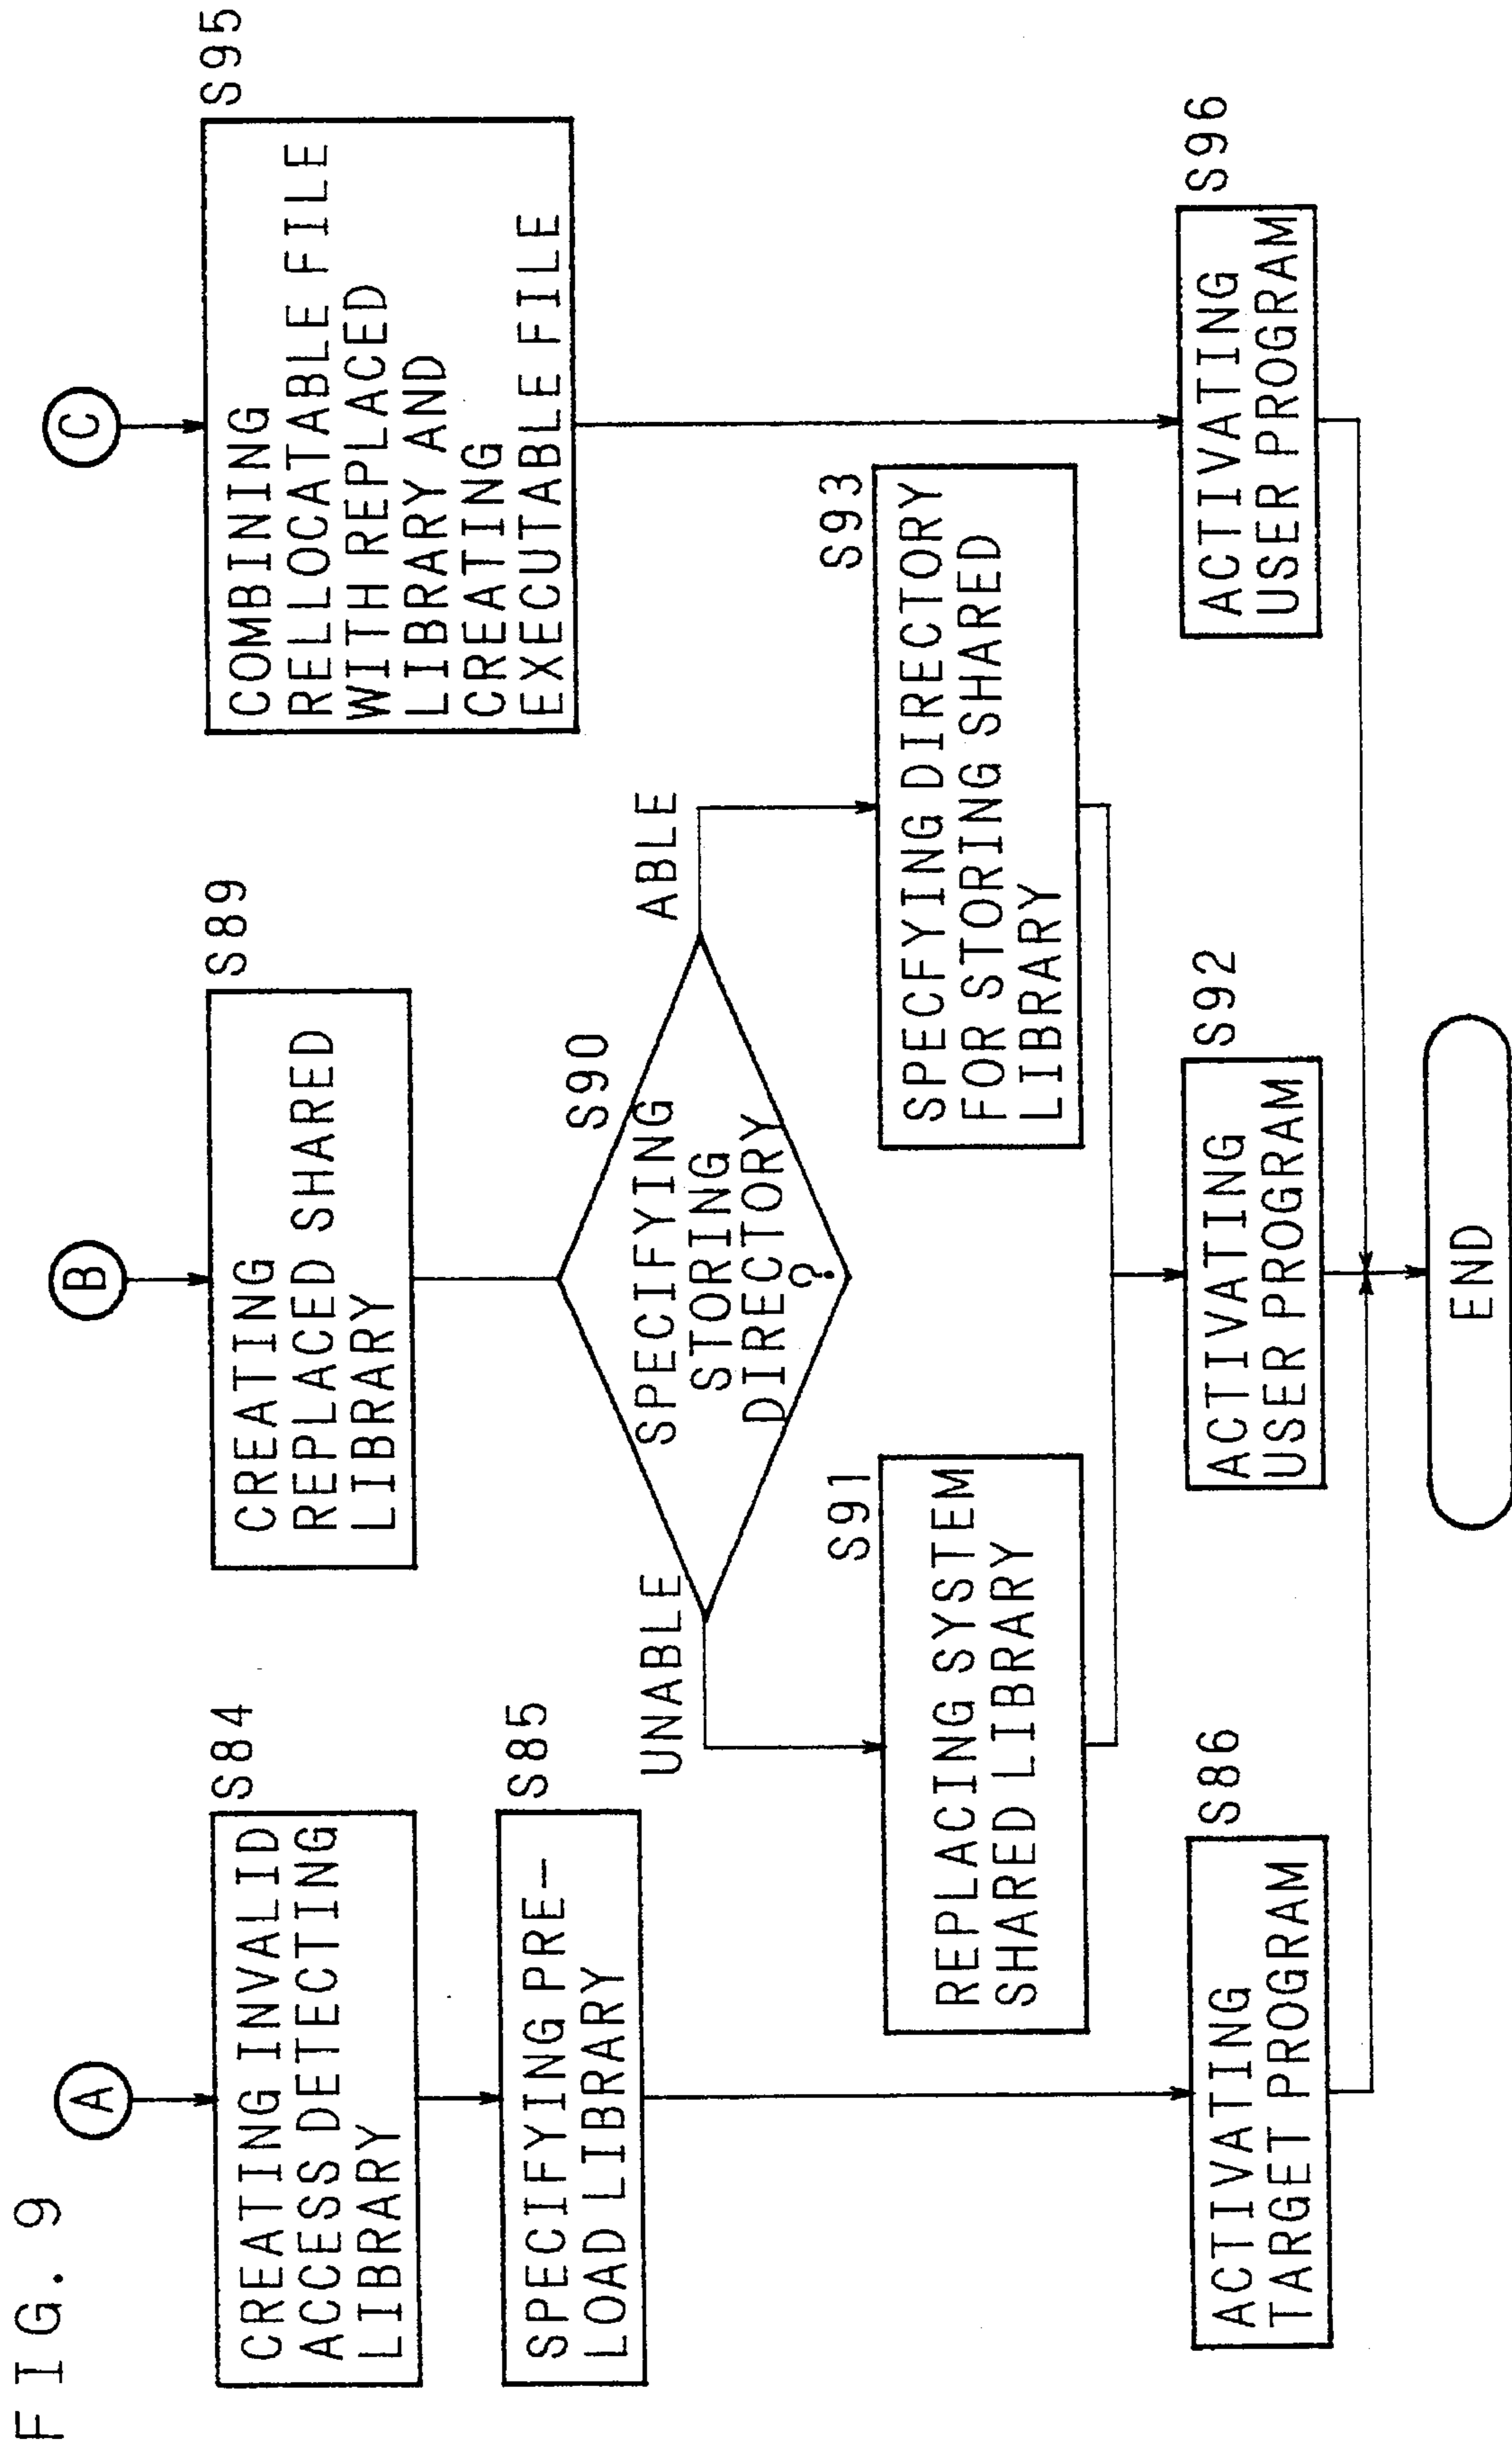 FIG. 9
A
S84
CREATING INVALID
ACCESS DETECTING
LIBRARY
S85
SPECIFYING PRE-
LOAD LIBRARY
S86
ACTIVATING
TARGET PROGRAM
B
S89
CREATING
REPLACED SHARED
LIBRARY
S90
SPECIFYING
STORING
DIRECTORY
?
UNABLE
ABLE
S91
REPLACING SYSTEM
SHARED LIBRARY
S93
SPECFYING DIRECTORY
FOR STORING SHARED
LIBRARY
S92
ACTIVATING
USER PROGRAM
C
S95
COMBINING
RELLOCATABLE FILE
WITH REPLACED
LIBRARY AND
CREATING
EXECUTABLE FILE
S96
ACTIVATING
USER PROGRAM
END